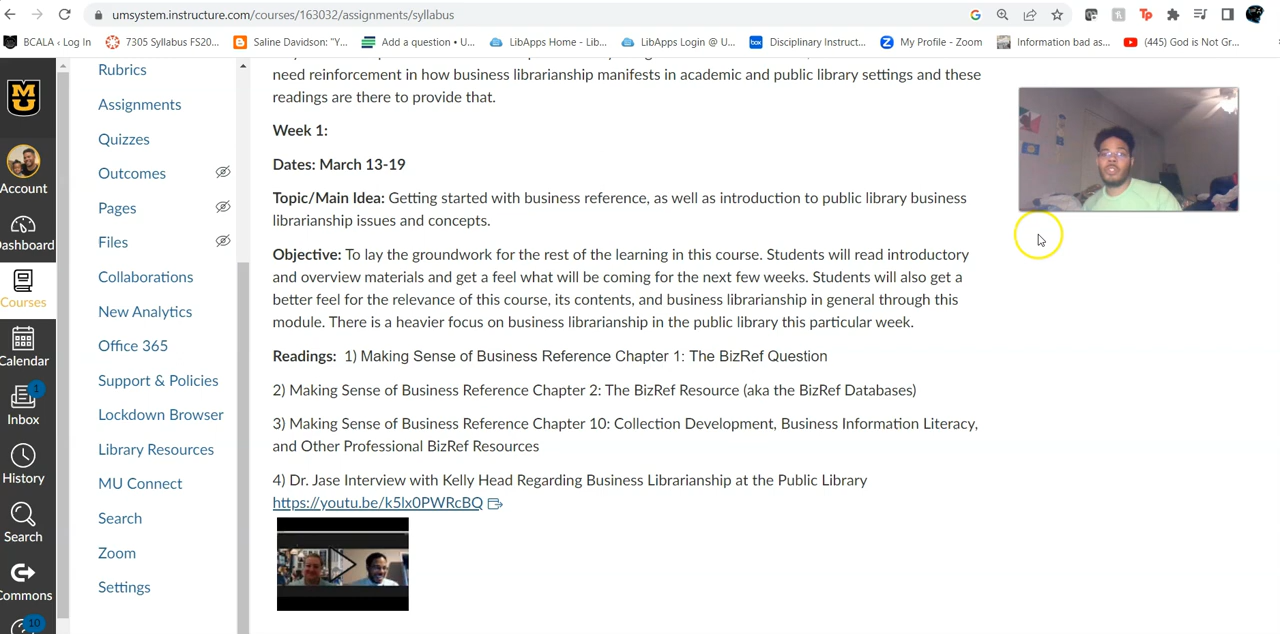 umsystem.instructure.com/courses/163032/assignments/syllabus
BCALA ‹ Log In
7305 Syllabus FS20...
Saline Davidson: "Y...
Add a question • U...
LibApps Home - Lib...
LibApps Login @ U...
box
Disciplinary Instruct...
My Profile - Zoom
Information bad as...
(445) God is Not Gr...
Account
Dashboard
Courses
Calendar
1
Inbox
History
Search
Commons
10
Rubrics
Assignments
Quizzes
Outcomes
Pages
Files
Collaborations
New Analytics
Office 365
Support & Policies
Lockdown Browser
Library Resources
MU Connect
Search
Zoom
Settings
need reinforcement in how business librarianship manifests in academic and public library settings and these
readings are there to provide that.
Week 1:
Dates: March 13-19
Topic/Main Idea: Getting started with business reference, as well as introduction to public library business
librarianship issues and concepts.
Objective: To lay the groundwork for the rest of the learning in this course. Students will read introductory
and overview materials and get a feel what will be coming for the next few weeks. Students will also get a
better feel for the relevance of this course, its contents, and business librarianship in general through this
module. There is a heavier focus on business librarianship in the public library this particular week.
Readings: 1) Making Sense of Business Reference Chapter 1: The BizRef Question
2) Making Sense of Business Reference Chapter 2: The BizRef Resource (aka the BizRef Databases)
3) Making Sense of Business Reference Chapter 10: Collection Development, Business Information Literacy,
and Other Professional BizRef Resources
4) Dr. Jase Interview with Kelly Head Regarding Business Librarianship at the Public Library
https://youtu.be/k5lx0PWRcBQ